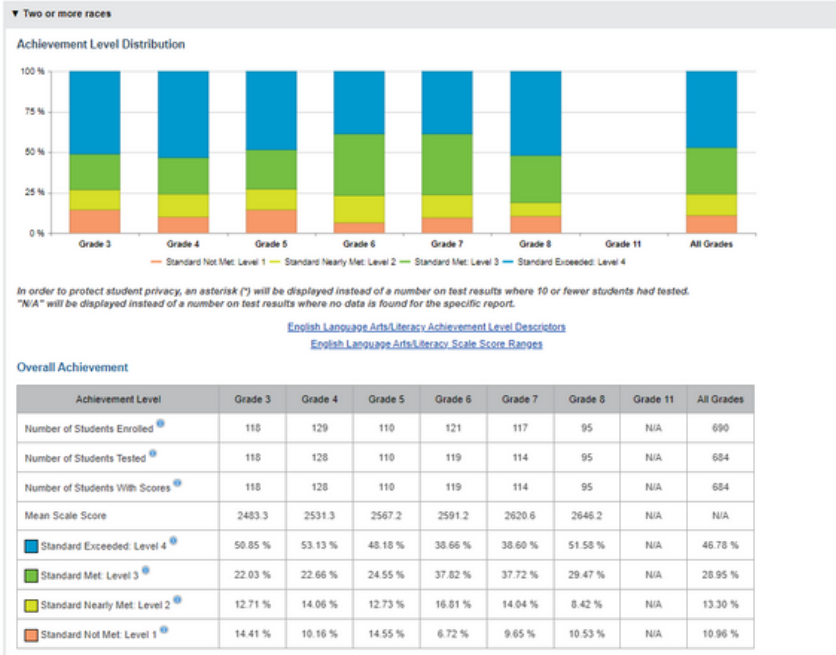 ▼ Two or more races
Achievement Level Distribution
100 %
75 %
50 %
25 %
0 %
Grade 3 Grade 4 Grade 5 Grade 6 Grade 7 Grade 8 Grade 11 All Grades
Standard Not Met: Level 1 Standard Nearly Met: Level 2 Standard Met: Level 3 Standard Exceeded: Level 4
In order to protect student privacy, an asterisk (*) will be displayed instead of a number on test results where 10 or fewer students had tested.
"N/A" will be displayed instead of a number on test results where no data is found for the specific report.
English Language Arts/Literacy Achievement Level Descriptors
English Language Arts/Literacy Scale Score Ranges
Overall Achievement
Achievement Level Grade 3 Grade 4 Grade 5 Grade 6 Grade 7 Grade 8 Grade 11 All Grades
Number of Students Enrolled 118 129 110 121 117 95 N/A 690
Number of Students Tested 118 128 110 119 114 95 N/A 684
Number of Students With Scores 118 128 110 119 114 95 N/A 684
Mean Scale Score 2483.3 2531.3 2567.2 2591.2 2620.6 2646.2 N/A N/A
Standard Exceeded: Level 4 50.85 % 53.13 % 48.18 % 38.66 % 38.60 % 51.58 % N/A 46.78 %
Standard Met: Level 3 22.03 % 22.66 % 24.55 % 37.82 % 37.72 % 29.47 % N/A 28.95 %
Standard Nearly Met: Level 2 12.71 % 14.06 % 12.73 % 16.81 % 14.04 % 8.42 % N/A 13.30 %
Standard Not Met: Level 1 14.41 % 10.16 % 14.55 % 6.72 % 9.65 % 10.53 % N/A 10.96 %